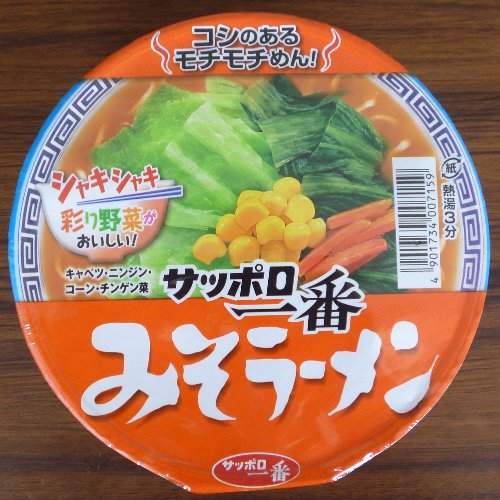 コシのある
モチモチめん!
シャキシャキ
彩り野菜が
おいしい!
キャベツ・ニンジン・
コーン・チンゲン菜
紙
熱湯3分
4 901734 007159
サッポロ
一番
みそラーメン
サッポロ
一番